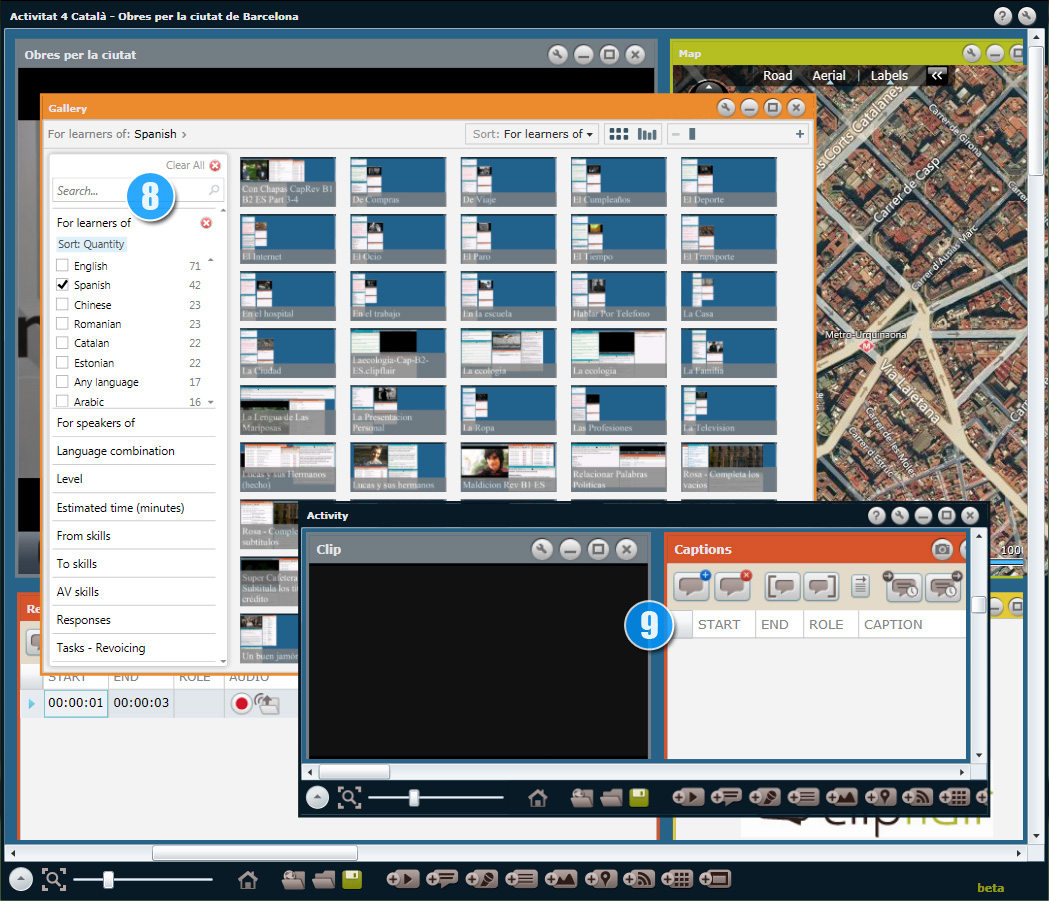 Activitat 4 Català - Obres per la ciutat de Barcelona
Obres per la ciutat
Map
Road Aerial Labels «
Gallery
For learners of: Spanish ›
Sort: For learners of
Clear All
Search...
8
For learners of
Sort: Quantity
English 71
Spanish 42
Chinese 23
Romanian 23
Catalan 22
Estonian 22
Any language 17
Arabic 16
For speakers of
Language combination
Level
Estimated time (minutes)
From skills
To skills
AV skills
Responses
Tasks - Revoicing
Con Chapas CapRev B1
B2 ES Part 3-4
De Compras
De Viaje
El Cumpleaños
El Deporte
El Internet
El Ocio
El Paro
El Tiempo
El Transporte
En el hospital
En el trabajo
En la escuela
Hablar Por Telefono
La Casa
La Ciudad
Laecologia-Cap-B2-
ES.clipflair
La ecologia
La ecologia
La Familia
La Lengua de Las
Mariposas
La Presentacion
Personal
La Ropa
Las Profesiones
La Television
Lucas y sus Hermanos
(hecho)
Lucas y sus hermanos
Maldicion Rev B1 ES
Relacionar Palabras
Politicas
Rosa - Completa los
vacios
Rosa - Comple
subtitulos
Super Cafetera
Subtitula los t
crédito
Un buen jamón
Carrer de Casp
Carrer de Girona
Metro-Urquinaona
M
Via Laietana
Activity
Clip
Captions
9
START END ROLE CAPTION
Re
START END ROLE AUDIO
00:00:01 00:00:03
beta